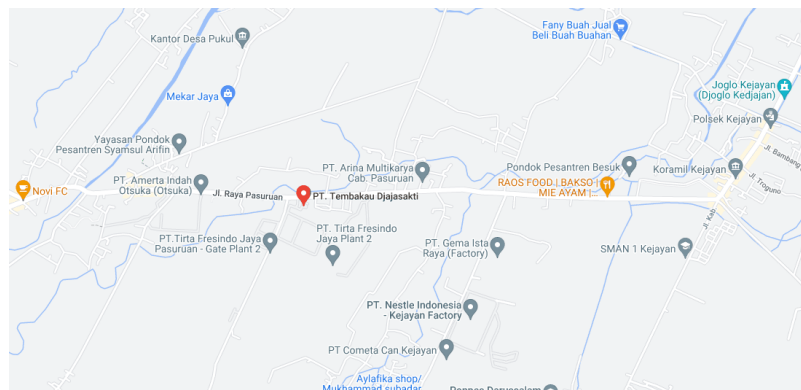 Fany Buah Jual
Beli Buah Buahan
Kantor Desa Pukul
Joglo Kejayan
(Djoglo Kedjajan)
Mekar Jaya
Polsek Kejayan
Yayasan Pondok
Pesantren Syamsul Arifin
Jl. Bambang
PT. Arina Multikarya
Cab. Pasuruan
Pondok Pesantren Besuk
Koramil Kejayan
PT. Amerta Indah
Otsuka (Otsuka)
Novi FC
Jl. Raya Pasuruan
PT. Tembakau Djajasakti
RAOS FOOD | BAKSO |
MIE AYAM |...
Jl. Troguno
Jl. Kab.
PT.Tirta Fresindo Jaya
Pasuruan - Gate Plant 2
PT. Tirta Fresindo
Jaya Plant 2
PT. Gema Ista
Raya (Factory)
SMAN 1 Kejayan
PT. Nestle Indonesia
- Kejayan Factory
PT Cometa Can Kejayan
Aylafika shop/